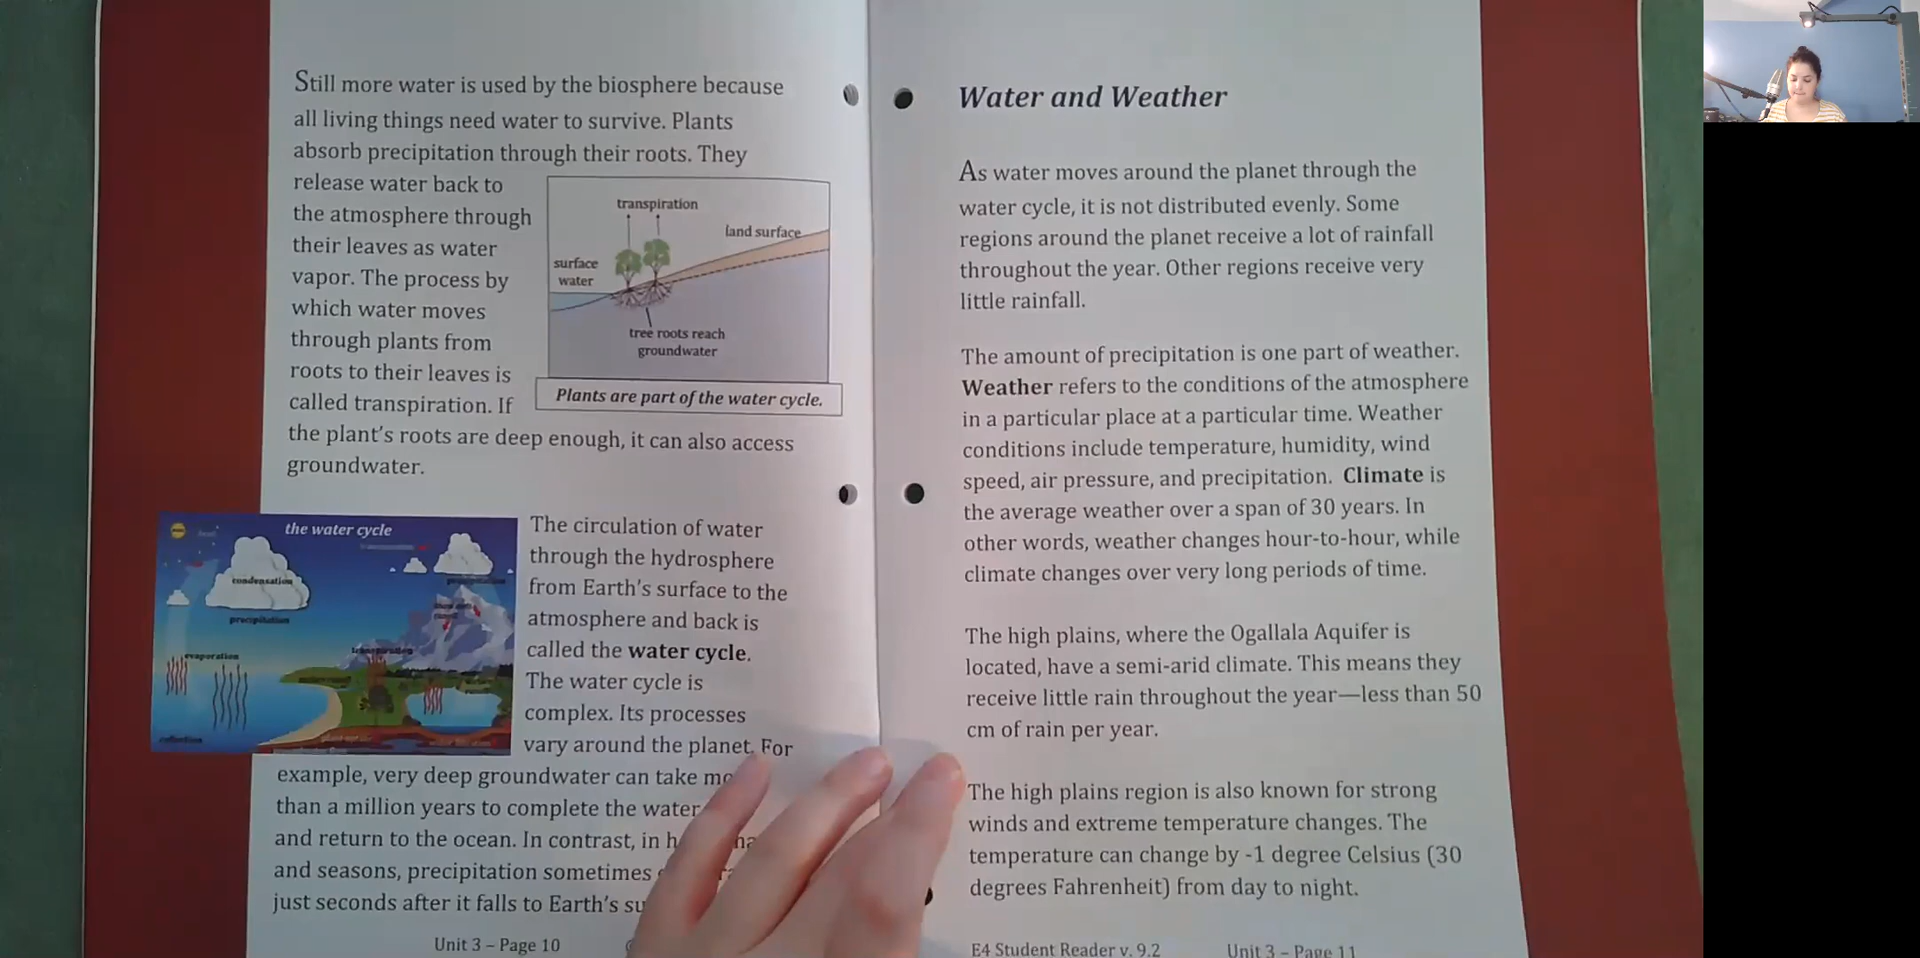 Still more water is used by the biosphere because
all living things need water to survive. Plants
absorb precipitation through their roots. They
release water back to
the atmosphere through
their leaves as water
vapor. The process by
which water moves
through plants from
roots to their leaves is
called transpiration. If
the plant's roots are deep enough, it can also access
groundwater.
transpiration
land surface
surface
water
tree roots reach
groundwater
Plants are part of the water cycle.
the water cycle
condensation
precipitation
precipitation
evaporation
transpiration
collection
The circulation of water
through the hydrosphere
from Earth's surface to the
atmosphere and back is
called the water cycle.
The water cycle is
complex. Its processes
vary around the planet. For
example, very deep groundwater can take
than a million years to complete the water
and return to the ocean. In contrast, in
and seasons, precipitation sometimes
just seconds after it falls to Earth's
Unit 3 – Page 10
Water and Weather
As water moves around the planet through the
water cycle, it is not distributed evenly. Some
regions around the planet receive a lot of rainfall
throughout the year. Other regions receive very
little rainfall.
The amount of precipitation is one part of weather.
Weather refers to the conditions of the atmosphere
in a particular place at a particular time. Weather
conditions include temperature, humidity, wind
speed, air pressure, and precipitation. Climate is
the average weather over a span of 30 years. In
other words, weather changes hour-to-hour, while
climate changes over very long periods of time.
The high plains, where the Ogallala Aquifer is
located, have a semi-arid climate. This means they
receive little rain throughout the year—less than 50
cm of rain per year.
The high plains region is also known for strong
winds and extreme temperature changes. The
temperature can change by -1 degree Celsius (30
degrees Fahrenheit) from day to night.
E4 Student Reader v. 9.2
Unit 3 – Page 11